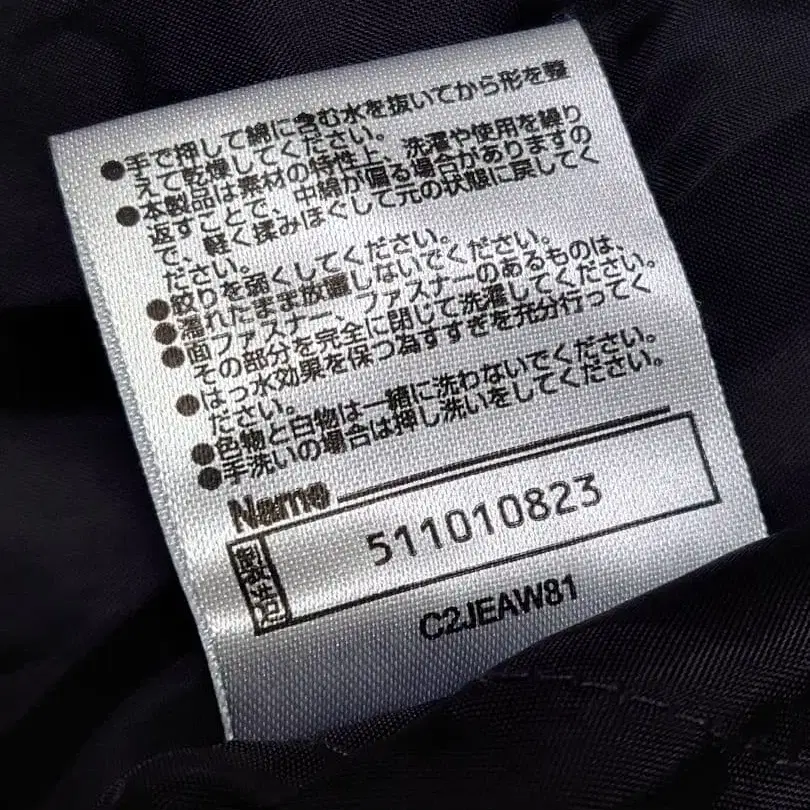 ●手で押して綿に含む水を抜いてから形を整
えて乾燥してください。
●本製品は素材の特性上、洗濯や使用を繰り
返すことで、中綿が偏る場合がありますの
で、軽く揉みほぐして元の状態に戻してく
ださい。
●絞りを弱くしてください。
●濡れたまま放置しないでください。
●面ファスナー、ファスナーのあるものは、
その部分を完全に閉じて洗濯してください。
●はっ水効果を保つ為すすぎを充分行ってく
ださい。
●色物と白物は一緒に洗わないでください。
●手洗いの場合は押し洗いをしてください。
Name
511010823
C2JEAW81